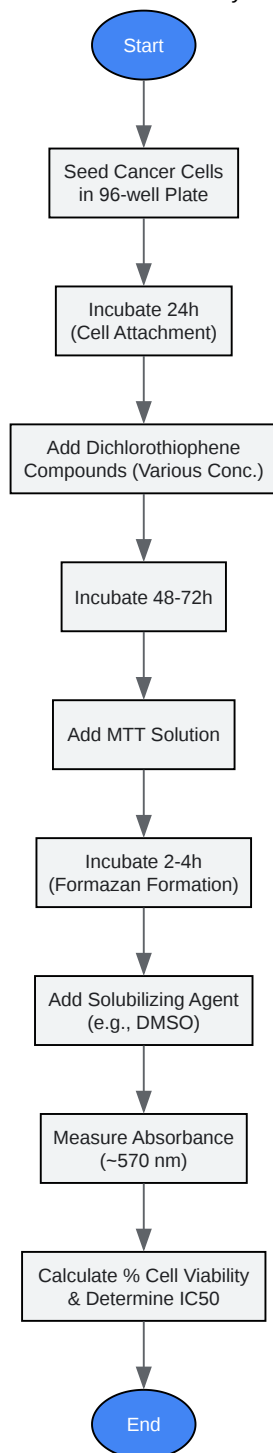 Start
Seed Cancer Cells
in 96-well Plate
Incubate 24h
(Cell Attachment)
Add Dichlorothiophene
Compounds (Various Conc.)
Incubate 48-72h
Add MTT Solution
Incubate 2-4h
(Formazan Formation)
Add Solubilizing Agent
(e.g., DMSO)
Measure Absorbance
(~570 nm)
Calculate % Cell Viability
& Determine IC50
End